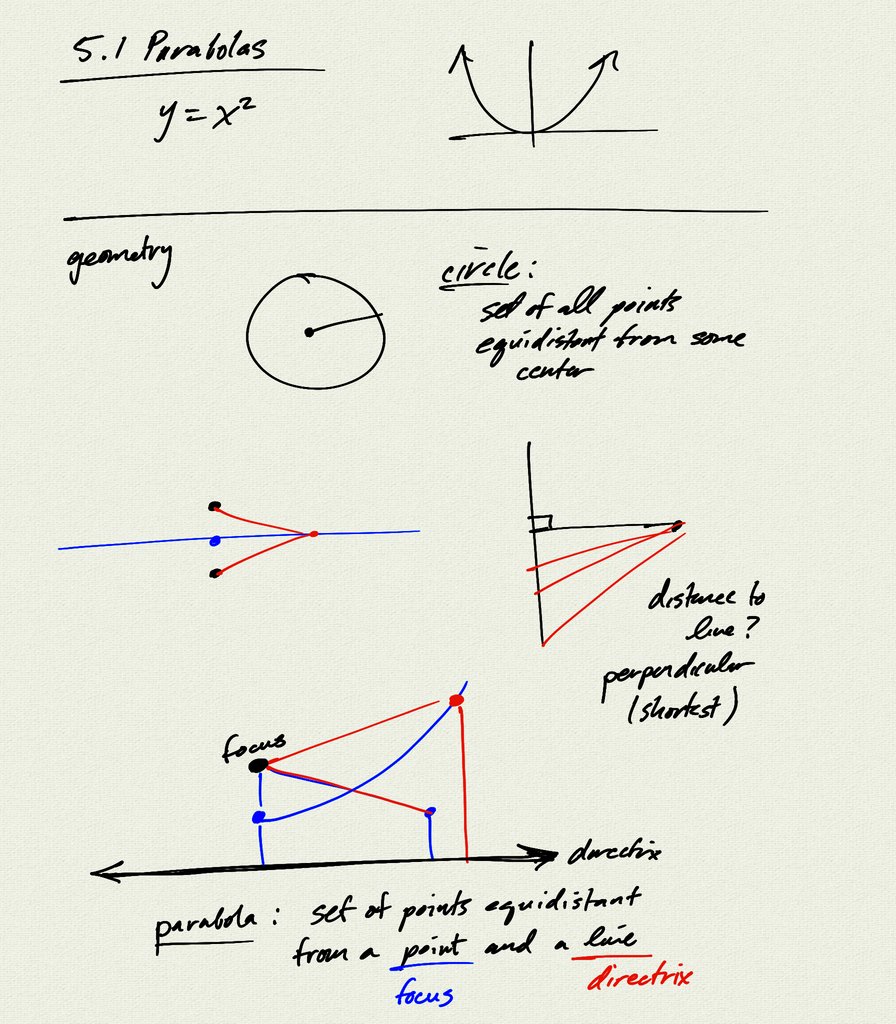 5.1 Parabolas
y = x²
geometry
circle:
set of all points
equidistant from some
center
distance to
line?
perpendicular
(shortest)
focus
directrix
parabola: set of points equidistant
from a point and a line
focus
directrix